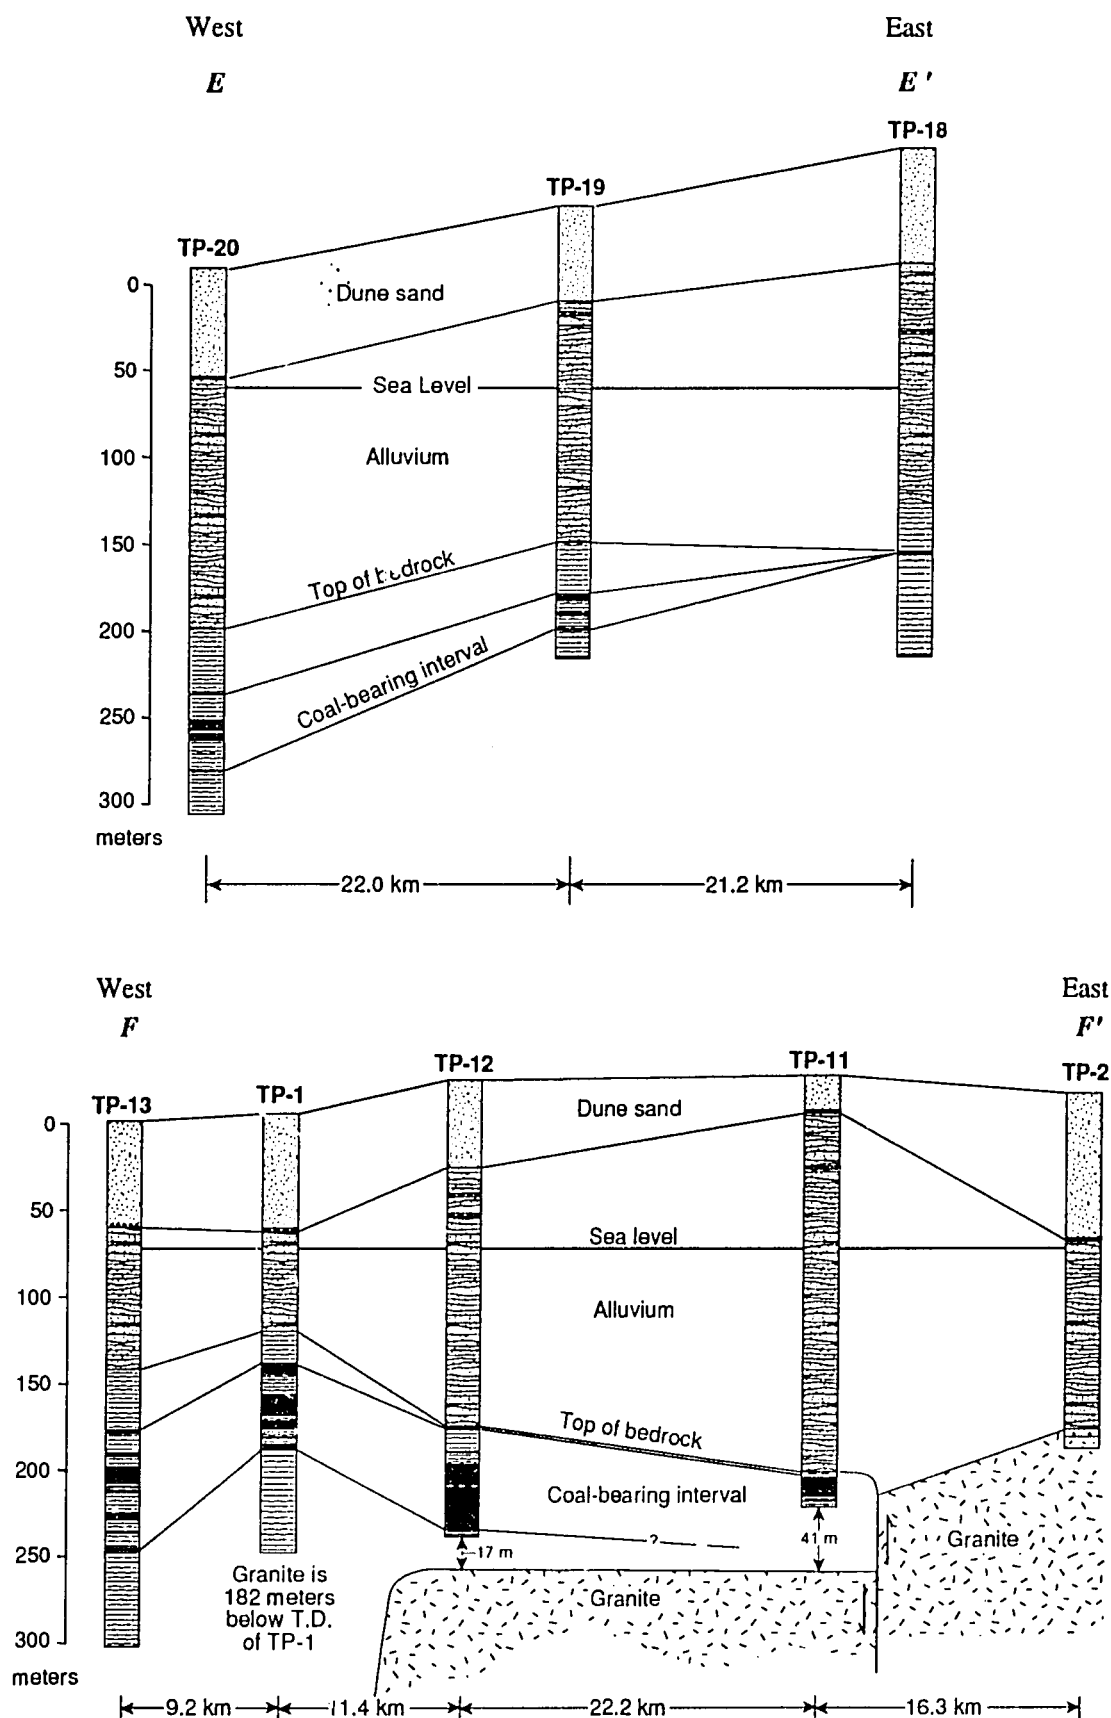 West
East
E
E '
TP-18
TP-19
TP-20
0
Dune sand
50
Sea Level
Alluvium
100
150
Top of bedrock
200
Coal-bearing interval
250
300
meters
22.0 km
21.2 km
West
East
F
F'
TP-13
TP-1
TP-12
TP-11
TP-2
0
Dune sand
50
Sea level
100
Alluvium
150
Top of bedrock
200
Coal-bearing interval
?
17 m
41 m
Granite
250
Granite is
182 meters
below T.D.
of TP-1
Granite
300
meters
9.2 km
11.4 km
22.2 km
16.3 km